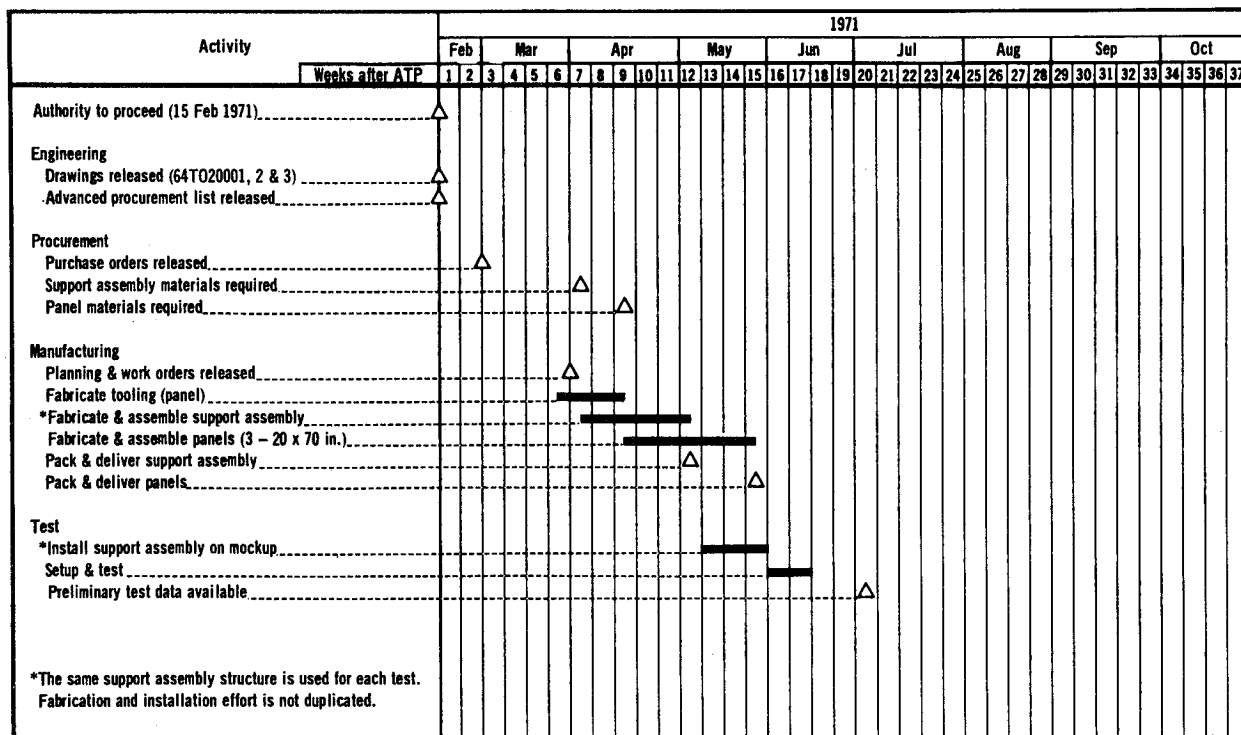 1971
Activity
Feb Mar Apr May Jun Jul Aug Sep Oct
Weeks after ATP 1 2 3 4 5 6 7 8 9 10 11 12 13 14 15 16 17 18 19 20 21 22 23 24 25 26 27 28 29 30 31 32 33 34 35 36 37
Authority to proceed (15 Feb 1971)
Engineering
Drawings released (64TO20001, 2 & 3)
Advanced procurement list released
Procurement
Purchase orders released
Support assembly materials required
Panel materials required
Manufacturing
Planning & work orders released
Fabricate tooling (panel)
*Fabricate & assemble support assembly
Fabricate & assemble panels (3 – 20 x 70 in.)
Pack & deliver support assembly
Pack & deliver panels
Test
*Install support assembly on mockup
Setup & test
Preliminary test data available
*The same support assembly structure is used for each test.
Fabrication and installation effort is not duplicated.